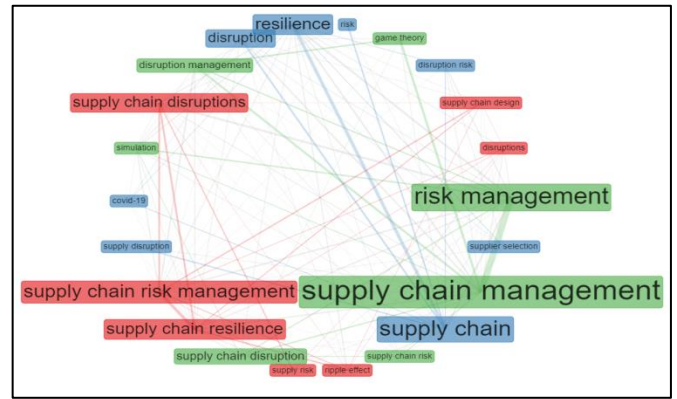 resilience
risk
disruption
game theory
disruption management
disruption risk
supply chain disruptions
supply chain design
simulation
disruptions
risk management
covid-19
supply disruption
supplier selection
supply chain risk management
supply chain management
supply chain resilience
supply chain
supply chain disruption
supply chain risk
supply risk
ripple-effect